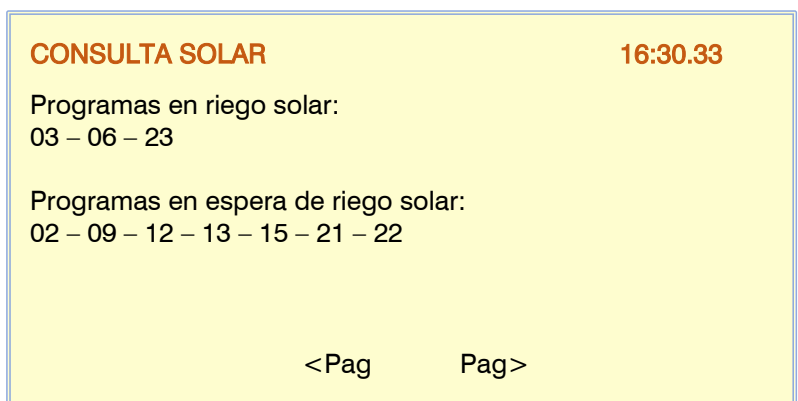 CONSULTA SOLAR 16:30.33
Programas en riego solar:
03 – 06 – 23
Programas en espera de riego solar:
02 – 09 – 12 – 13 – 15 – 21 – 22
<Pag Pag>